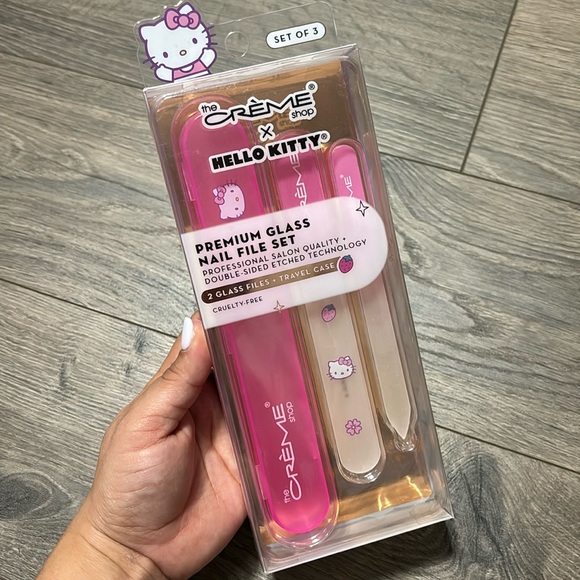 SET OF 3
the
CRÈME®
shop
×
HELLO KITTY®
PREMIUM GLASS
NAIL FILE SET
PROFESSIONAL SALON QUALITY •
DOUBLE-SIDED ETCHED TECHNOLOGY
2 GLASS FILES + TRAVEL CASE
CRUELTY-FREE
the
CRÈME®
shop